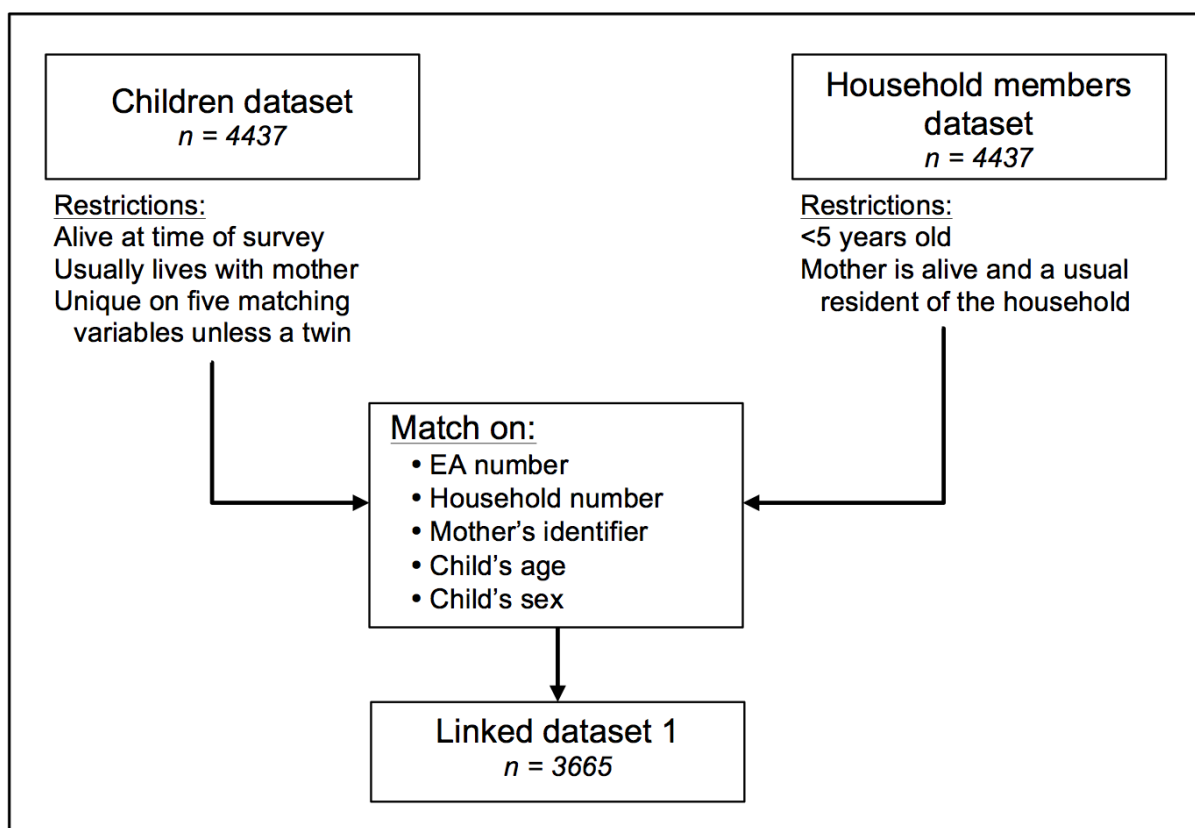 Children dataset
n = 4437
Restrictions:
Alive at time of survey
Usually lives with mother
Unique on five matching
variables unless a twin
Household members
dataset
n = 4437
Restrictions:
<5 years old
Mother is alive and a usual
resident of the household
Match on:
• EA number
• Household number
• Mother’s identifier
• Child’s age
• Child’s sex
Linked dataset 1
n = 3665